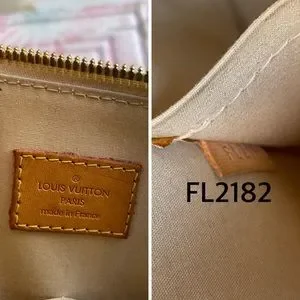 ®
LOUIS VUITTON
PARIS
made in France
FL2182